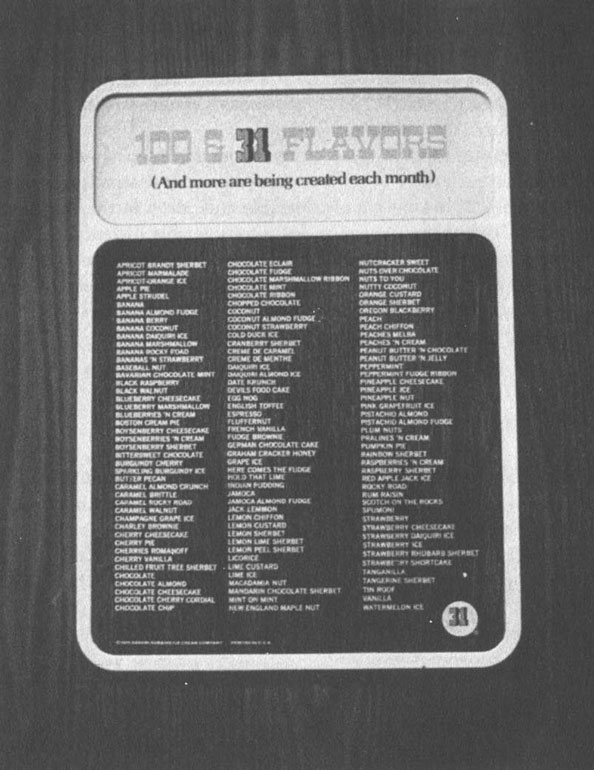 100 & 31 FLAVORS
(And more are being created each month)
APRICOT BRANDY SHERBET
APRICOT MARMALADE
APRICOT-ORANGE ICE
APPLE PIE
APPLE STRUDEL
BANANA
BANANA ALMOND FUDGE
BANANA BERRY
BANANA COCONUT
BANANA DAIQUIRI ICE
BANANA MARSHMALLOW
BANANA ROCKY ROAD
BANANAS 'N STRAWBERRY
BASEBALL NUT
BAVARIAN CHOCOLATE MINT
BLACK RASPBERRY
BLACK WALNUT
BLUEBERRY CHEESECAKE
BLUEBERRY MARSHMALLOW
BLUEBERRIES 'N CREAM
BOSTON CREAM PIE
BOYSENBERRY CHEESECAKE
BOYSENBERRIES 'N CREAM
BOYSENBERRY SHERBET
BITTERSWEET CHOCOLATE
BURGUNDY CHERRY
SPARKLING BURGUNDY ICE
BUTTER PECAN
CARAMEL ALMOND CRUNCH
CARAMEL BRITTLE
CARAMEL ROCKY ROAD
CARAMEL WALNUT
CHAMPAGNE GRAPE ICE
CHARLEY BROWNIE
CHERRY CHEESECAKE
CHERRY PIE
CHERRIES ROMANOFF
CHERRY VANILLA
CHILLED FRUIT TREE SHERBET
CHOCOLATE
CHOCOLATE ALMOND
CHOCOLATE CHEESECAKE
CHOCOLATE CHERRY CORDIAL
CHOCOLATE CHIP
CHOCOLATE ECLAIR
CHOCOLATE FUDGE
CHOCOLATE MARSHMALLOW RIBBON
CHOCOLATE MINT
CHOCOLATE RIBBON
CHOPPED CHOCOLATE
COCONUT
COCONUT ALMOND FUDGE
COCONUT STRAWBERRY
COLD DUCK ICE
CRANBERRY SHERBET
CREME DE CARAMEL
CREME DE MENTHE
DAIQUIRI ICE
DAIQUIRI ALMOND ICE
DATE KRUNCH
DEVILS FOOD CAKE
EGG NOG
ENGLISH TOFFEE
ESPRESSO
FLUFFERNUT
FRENCH VANILLA
FUDGE BROWNIE
GERMAN CHOCOLATE CAKE
GRAHAM CRACKER HONEY
GRAPE ICE
HERE COMES THE FUDGE
HOLD THAT LIME
INDIAN PUDDING
JAMOCA
JAMOCA ALMOND FUDGE
JACK LEMMON
LEMON CHIFFON
LEMON CUSTARD
LEMON SHERBET
LEMON LIME SHERBET
LEMON PEEL SHERBET
LICORICE
LIME CUSTARD
LIME ICE
MACADAMIA NUT
MANDARIN CHOCOLATE SHERBET
MINT ON MINT
NEW ENGLAND MAPLE NUT
NUTCRACKER SWEET
NUTS OVER CHOCOLATE
NUTS TO YOU
NUTTY COCONUT
ORANGE CUSTARD
ORANGE SHERBET
OREGON BLACKBERRY
PEACH
PEACH CHIFFON
PEACHES MELBA
PEACHES 'N CREAM
PEANUT BUTTER 'N CHOCOLATE
PEANUT BUTTER 'N JELLY
PEPPERMINT
PEPPERMINT FUDGE RIBBON
PINEAPPLE CHEESECAKE
PINEAPPLE ICE
PINEAPPLE NUT
PINK GRAPEFRUIT ICE
PISTACHIO ALMOND
PISTACHIO ALMOND FUDGE
PLUM NUTS
PRALINES 'N CREAM
PUMPKIN PIE
RAINBOW SHERBET
RASPBERRIES 'N CREAM
RASPBERRY SHERBET
RED APPLE JACK ICE
ROCKY ROAD
RUM RAISIN
SCOTCH ON THE ROCKS
SPUMONI
STRAWBERRY
STRAWBERRY CHEESECAKE
STRAWBERRY DAIQUIRI ICE
STRAWBERRY ICE
STRAWBERRY RHUBARB SHERBET
STRAWBERRY SHORTCAKE
TANGANILLA
TANGERINE SHERBET
TIN ROOF
VANILLA
WATERMELON ICE
31